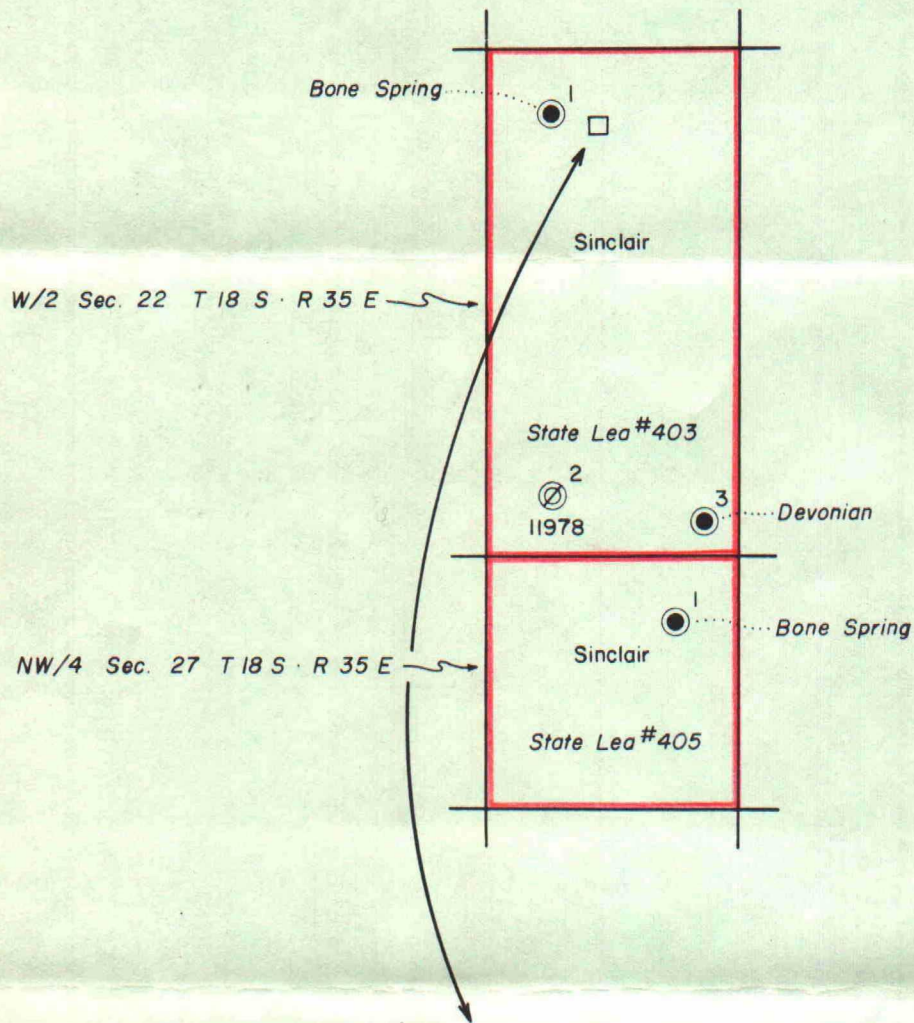 Bone Spring
1
Sinclair
W/2 Sec. 22 T 18 S · R 35 E
State Lea #403
2
11978
3
Devonian
1
Bone Spring
Sinclair
NW/4 Sec. 27 T 18 S · R 35 E
State Lea #405